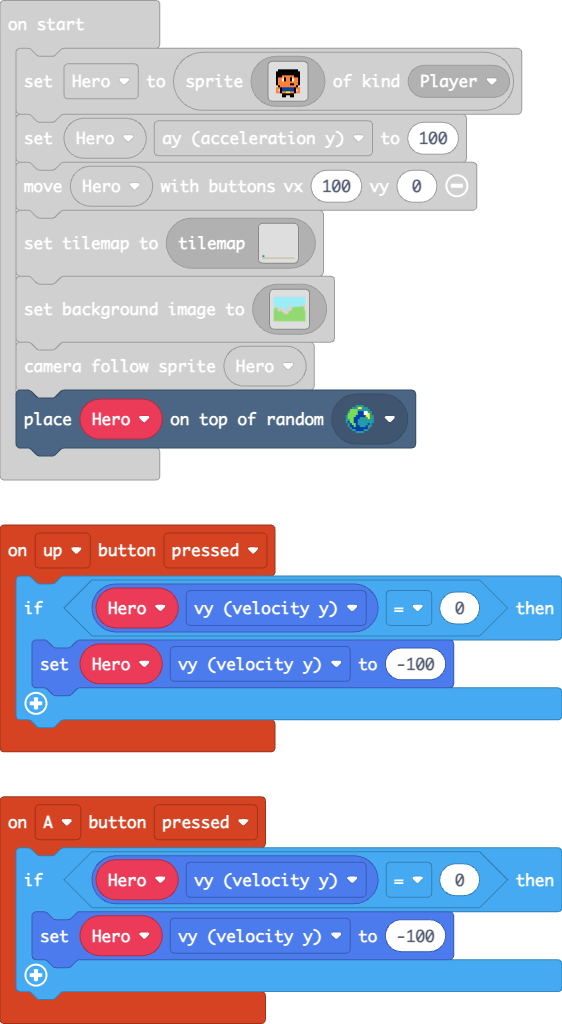 on start
set Hero to sprite of kind Player
set Hero ay (acceleration y) to 100
move Hero with buttons vx 100 vy 0
set tilemap to tilemap
set background image to
camera follow sprite Hero
place Hero on top of random
on up button pressed
if Hero vy (velocity y) = 0 then
set Hero vy (velocity y) to -100
on A button pressed
if Hero vy (velocity y) = 0 then
set Hero vy (velocity y) to -100